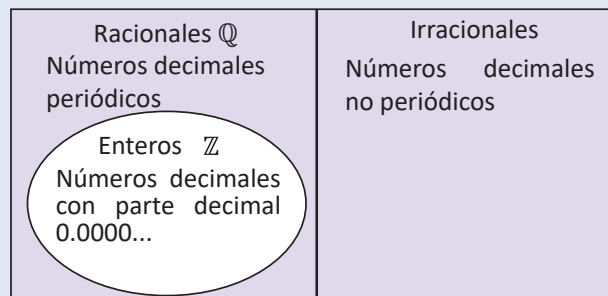 Racionales ℚ
Números decimales
periódicos
Enteros ℤ
Números decimales
con parte decimal
0.0000...
Irracionales
Números decimales
no periódicos